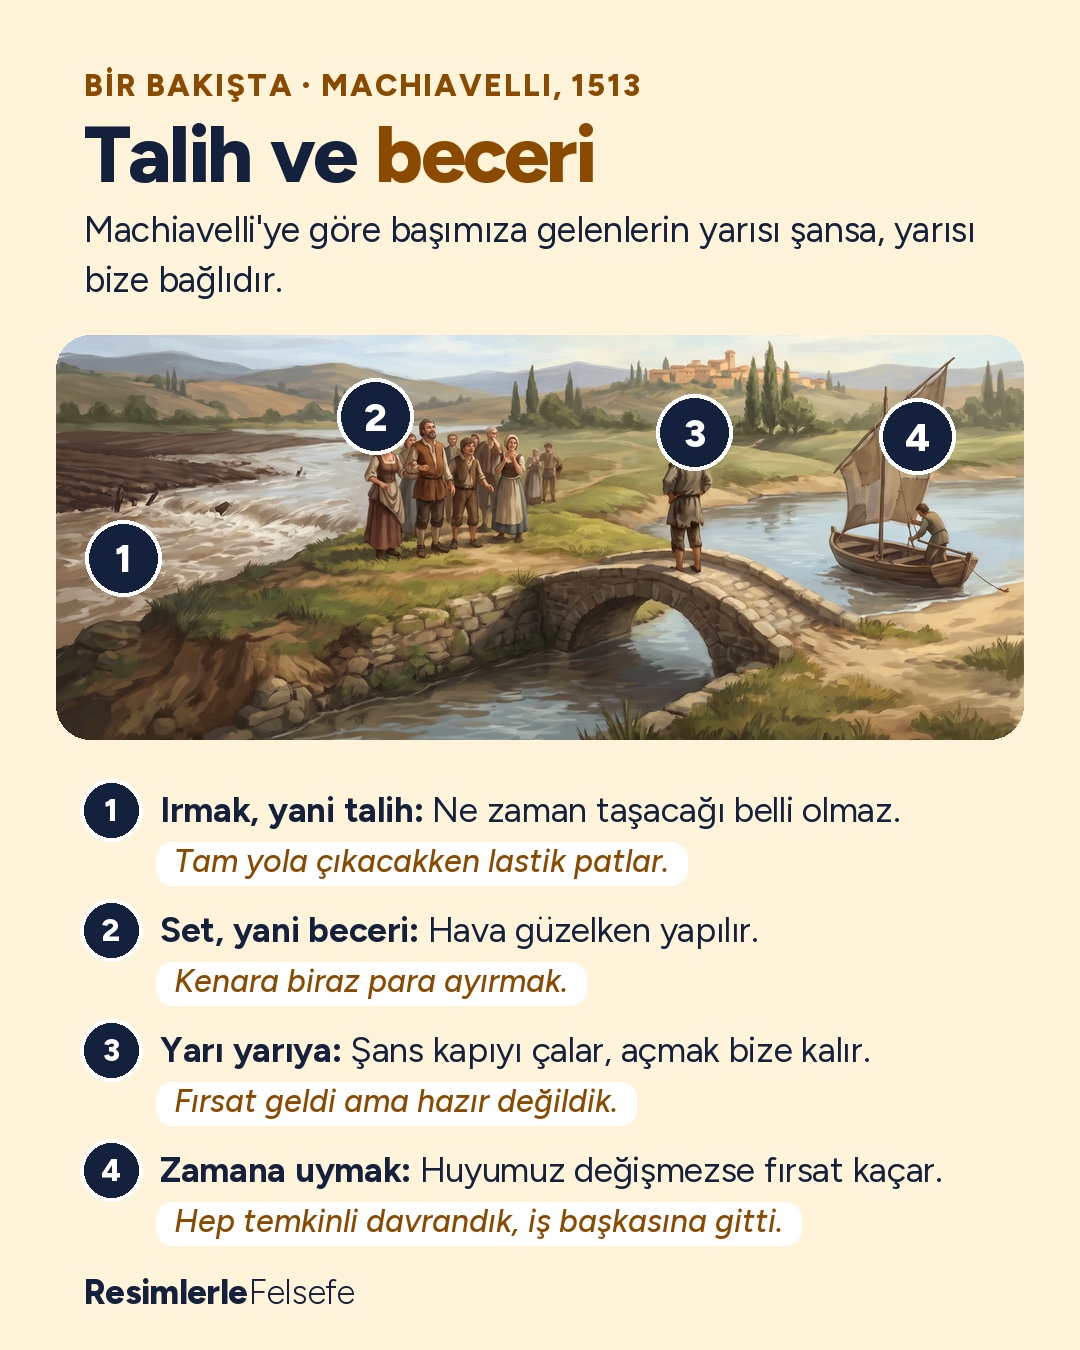 BİR BAKIŞTA · MACHIAVELLI, 1513
Talih ve beceri
Machiavelli'ye göre başımıza gelenlerin yarısı şansa, yarısı
bize bağlıdır.
2
3
4
1
1 Irmak, yani talih: Ne zaman taşacağı belli olmaz.
Tam yola çıkacakken lastik patlar.
2 Set, yani beceri: Hava güzelken yapılır.
Kenara biraz para ayırmak.
3 Yarı yarıya: Şans kapıyı çalar, açmak bize kalır.
Fırsat geldi ama hazır değildik.
4 Zamana uymak: Huyumuz değişmezse fırsat kaçar.
Hep temkinli davrandık, iş başkasına gitti.
ResimlerleFelsefe